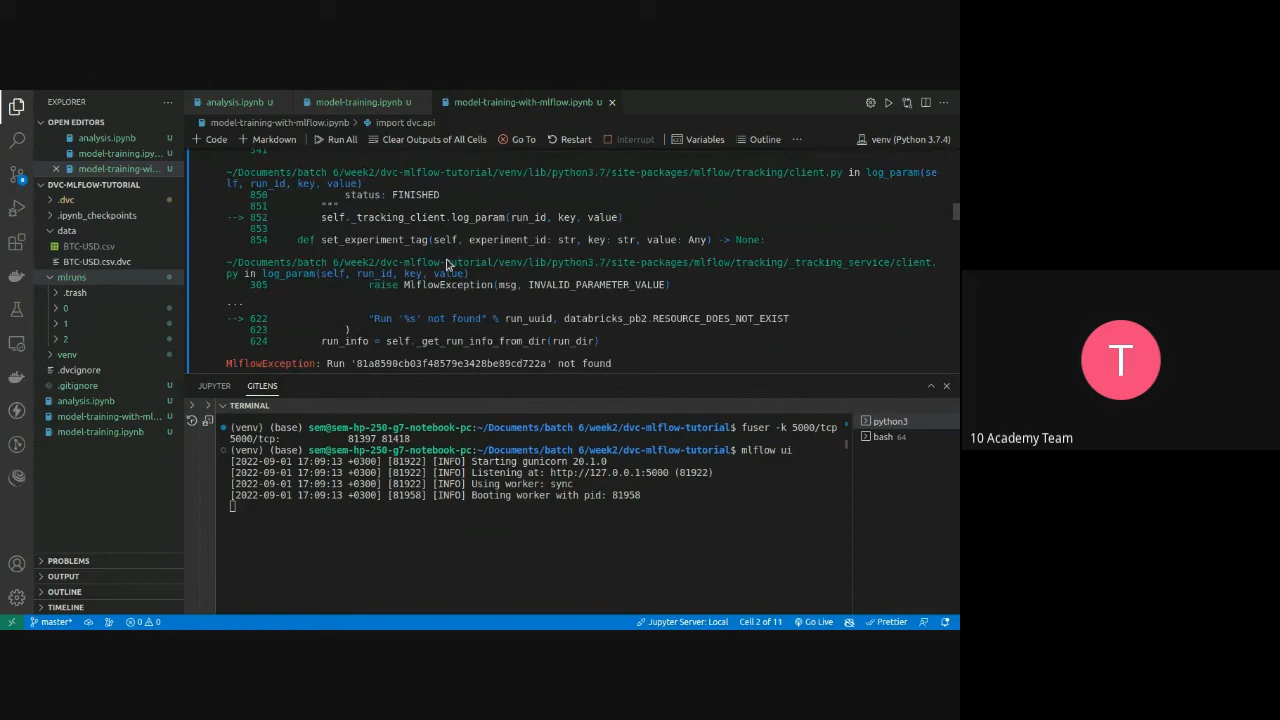 EXPLORER
OPEN EDITORS
analysis.ipynb U
model-training.ipy... U
model-training-wi... U
DVC-MLFLOW-TUTORIAL
.dvc
.ipynb_checkpoints
data
BTC-USD.csv
BTC-USD.csv.dvc
mlruns
.trash
0
1
2
venv
.dvcignore
.gitignore U
analysis.ipynb U
model-training-with-ml... U
model-training.ipynb U
PROBLEMS
OUTPUT
OUTLINE
TIMELINE
analysis.ipynb U model-training.ipynb U model-training-with-mlflow.ipynb U
model-training-with-mlflow.ipynb > import dvc.api
+ Code + Markdown Run All Clear Outputs of All Cells Go To Restart Interrupt Variables Outline ... venv (Python 3.7.4)
341
~/Documents/batch 6/week2/dvc-mlflow-tutorial/venv/lib/python3.7/site-packages/mlflow/tracking/client.py in log_param(se
lf, run_id, key, value)
850 status: FINISHED
851 """
--> 852 self._tracking_client.log_param(run_id, key, value)
853
854 def set_experiment_tag(self, experiment_id: str, key: str, value: Any) -> None:
~/Documents/batch 6/week2/dvc-mlflow-tutorial/venv/lib/python3.7/site-packages/mlflow/tracking/_tracking_service/client.
py in log_param(self, run_id, key, value)
305 raise MlflowException(msg, INVALID_PARAMETER_VALUE)
...
--> 622 "Run '%s' not found" % run_uuid, databricks_pb2.RESOURCE_DOES_NOT_EXIST
623 )
624 run_info = self._get_run_info_from_dir(run_dir)
MlflowException: Run '81a8590cb03f48579e3428be89cd722a' not found
JUPYTER GITLENS
TERMINAL
(venv) (base) sem@sem-hp-250-g7-notebook-pc:~/Documents/batch 6/week2/dvc-mlflow-tutorial$ fuser -k 5000/tcp
5000/tcp: 81397 81418
(venv) (base) sem@sem-hp-250-g7-notebook-pc:~/Documents/batch 6/week2/dvc-mlflow-tutorial$ mlflow ui
[2022-09-01 17:09:13 +0300] [81922] [INFO] Starting gunicorn 20.1.0
[2022-09-01 17:09:13 +0300] [81922] [INFO] Listening at: http://127.0.0.1:5000 (81922)
[2022-09-01 17:09:13 +0300] [81922] [INFO] Using worker: sync
[2022-09-01 17:09:13 +0300] [81958] [INFO] Booting worker with pid: 81958
python3
bash 64
master* 0 0 Jupyter Server: Local Cell 2 of 11 Go Live Prettier
T
10 Academy Team